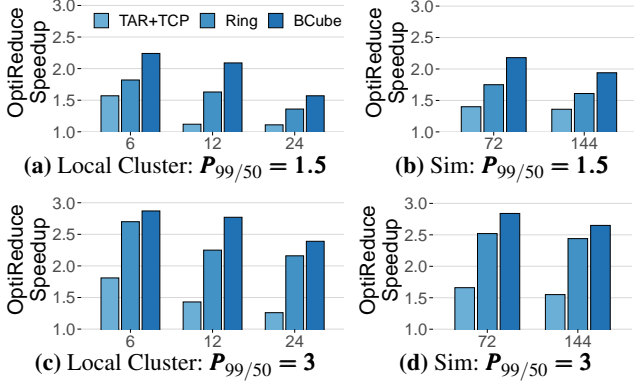 TAR+TCP Ring BCube
OptiReduce
Speedup
3.0
2.5
2.0
1.5
1.0
6 12 24
(a) Local Cluster: P99/50 = 1.5
OptiReduce
Speedup
3.0
2.5
2.0
1.5
1.0
72 144
(b) Sim: P99/50 = 1.5
OptiReduce
Speedup
3.0
2.5
2.0
1.5
1.0
6 12 24
(c) Local Cluster: P99/50 = 3
OptiReduce
Speedup
3.0
2.5
2.0
1.5
1.0
72 144
(d) Sim: P99/50 = 3